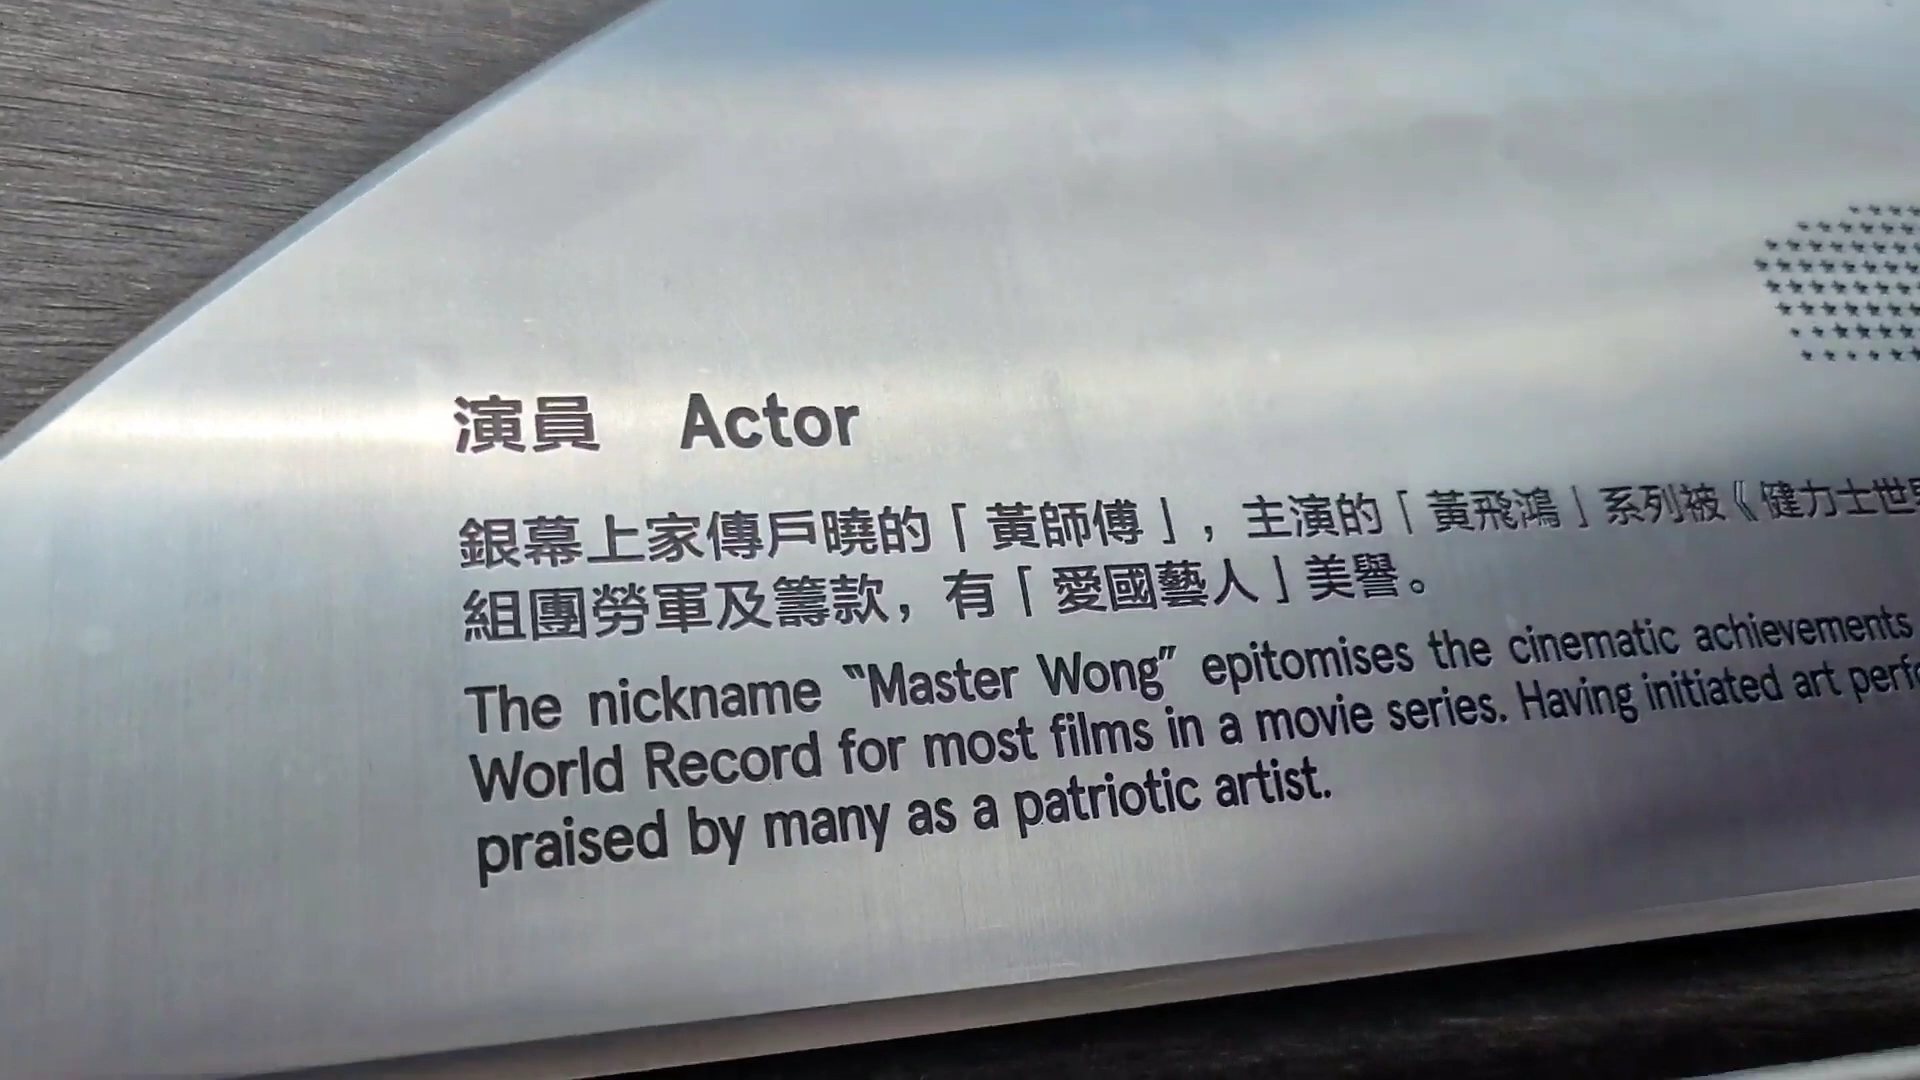 演員 Actor
銀幕上家傳戶曉的「黃師傅」，主演的「黃飛鴻」系列被《健力士世界
組團勞軍及籌款，有「愛國藝人」美譽。
The nickname “Master Wong” epitomises the cinematic achievements
World Record for most films in a movie series. Having initiated art perfo
praised by many as a patriotic artist.